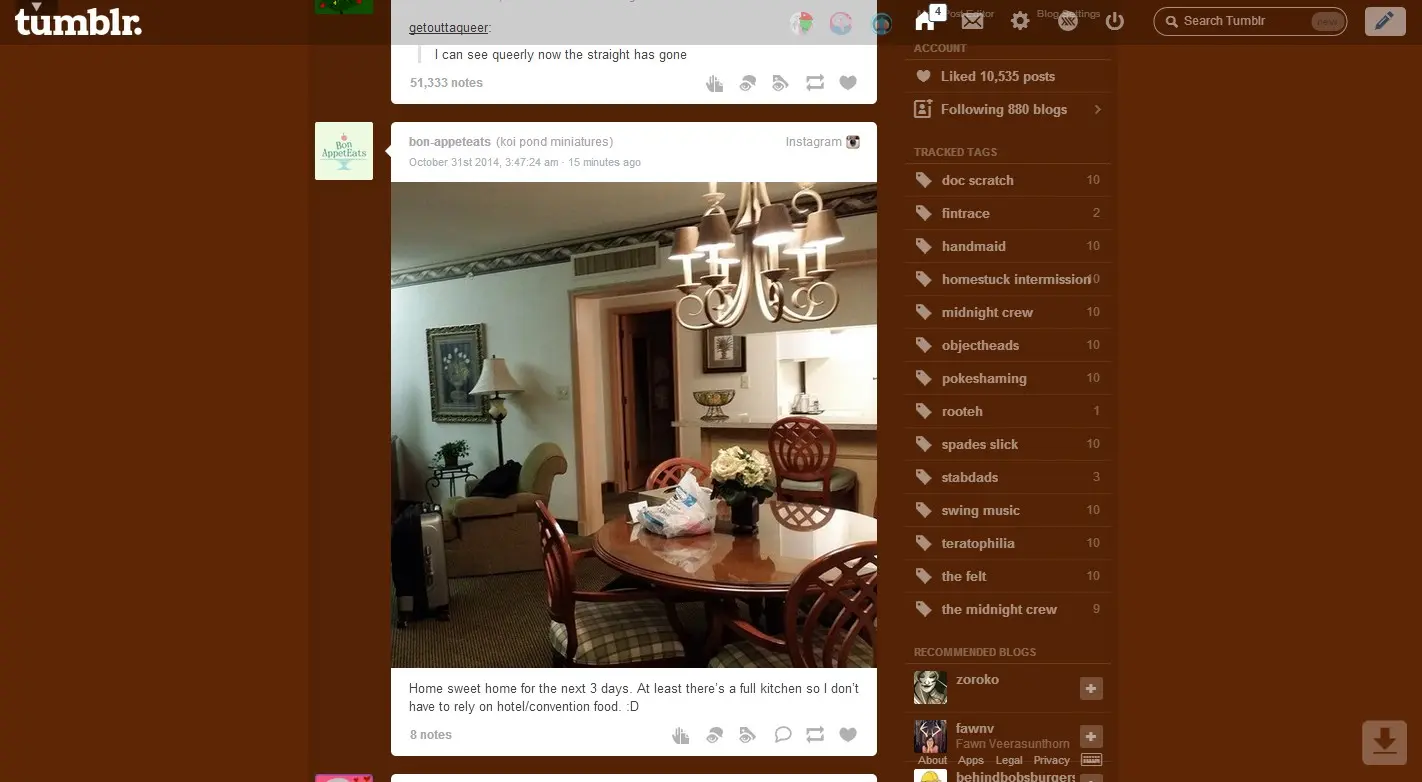 tumblr.
4
Post Editor
Blog Settings
Search Tumblr
new
getouttaqueer:
I can see queerly now the straight has gone
51,333 notes
Bon
AppetEats
bon-appeteats (koi pond miniatures)
Instagram
October 31st 2014, 3:47:24 am · 15 minutes ago
Home sweet home for the next 3 days. At least there's a full kitchen so I don't
have to rely on hotel/convention food. :D
8 notes
ACCOUNT
Liked 10,535 posts
Following 880 blogs
TRACKED TAGS
doc scratch 10
fintrace 2
handmaid 10
homestuck intermission 10
midnight crew 10
objectheads 10
pokeshaming 10
rooteh 1
spades slick 10
stabdads 3
swing music 10
teratophilia 10
the felt 10
the midnight crew 9
RECOMMENDED BLOGS
zoroko
fawnv
Fawn Veerasunthorn
About Apps Legal Privacy
behindbobsburgers